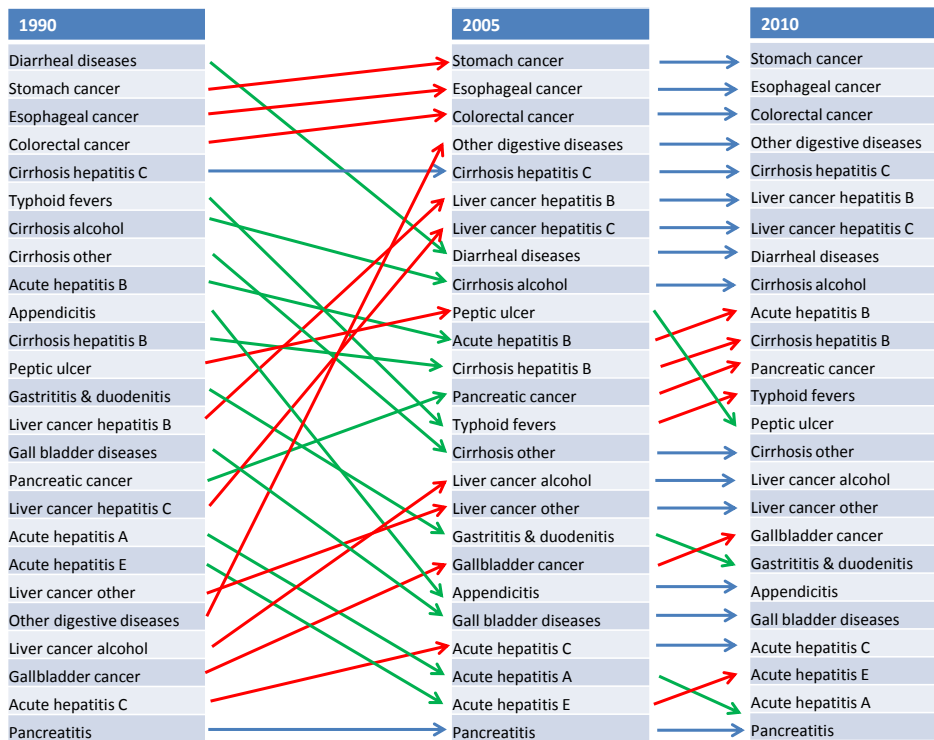 1990
Diarrheal diseases
Stomach cancer
Esophageal cancer
Colorectal cancer
Cirrhosis hepatitis C
Typhoid fevers
Cirrhosis alcohol
Cirrhosis other
Acute hepatitis B
Appendicitis
Cirrhosis hepatitis B
Peptic ulcer
Gastrititis & duodenitis
Liver cancer hepatitis B
Gall bladder diseases
Pancreatic cancer
Liver cancer hepatitis C
Acute hepatitis A
Acute hepatitis E
Liver cancer other
Other digestive diseases
Liver cancer alcohol
Gallbladder cancer
Acute hepatitis C
Pancreatitis
2005
Stomach cancer
Esophageal cancer
Colorectal cancer
Other digestive diseases
Cirrhosis hepatitis C
Liver cancer hepatitis B
Liver cancer hepatitis C
Diarrheal diseases
Cirrhosis alcohol
Peptic ulcer
Acute hepatitis B
Cirrhosis hepatitis B
Pancreatic cancer
Typhoid fevers
Cirrhosis other
Liver cancer alcohol
Liver cancer other
Gastrititis & duodenitis
Gallbladder cancer
Appendicitis
Gall bladder diseases
Acute hepatitis C
Acute hepatitis A
Acute hepatitis E
Pancreatitis
2010
Stomach cancer
Esophageal cancer
Colorectal cancer
Other digestive diseases
Cirrhosis hepatitis C
Liver cancer hepatitis B
Liver cancer hepatitis C
Diarrheal diseases
Cirrhosis alcohol
Acute hepatitis B
Cirrhosis hepatitis B
Pancreatic cancer
Typhoid fevers
Peptic ulcer
Cirrhosis other
Liver cancer alcohol
Liver cancer other
Gallbladder cancer
Gastrititis & duodenitis
Appendicitis
Gall bladder diseases
Acute hepatitis C
Acute hepatitis E
Acute hepatitis A
Pancreatitis